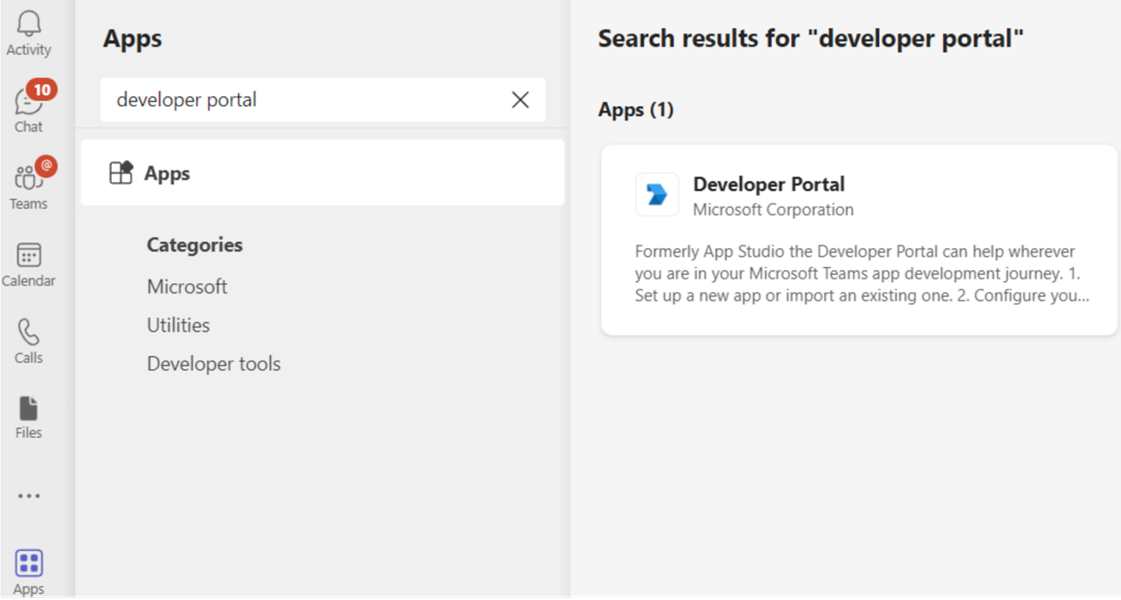 Activity
10
Chat
@
Teams
Calendar
Calls
Files
Apps
Apps
developer portal
Apps
Categories
Microsoft
Utilities
Developer tools
Search results for "developer portal"
Apps (1)
Developer Portal
Microsoft Corporation
Formerly App Studio the Developer Portal can help wherever
you are in your Microsoft Teams app development journey. 1.
Set up a new app or import an existing one. 2. Configure you...